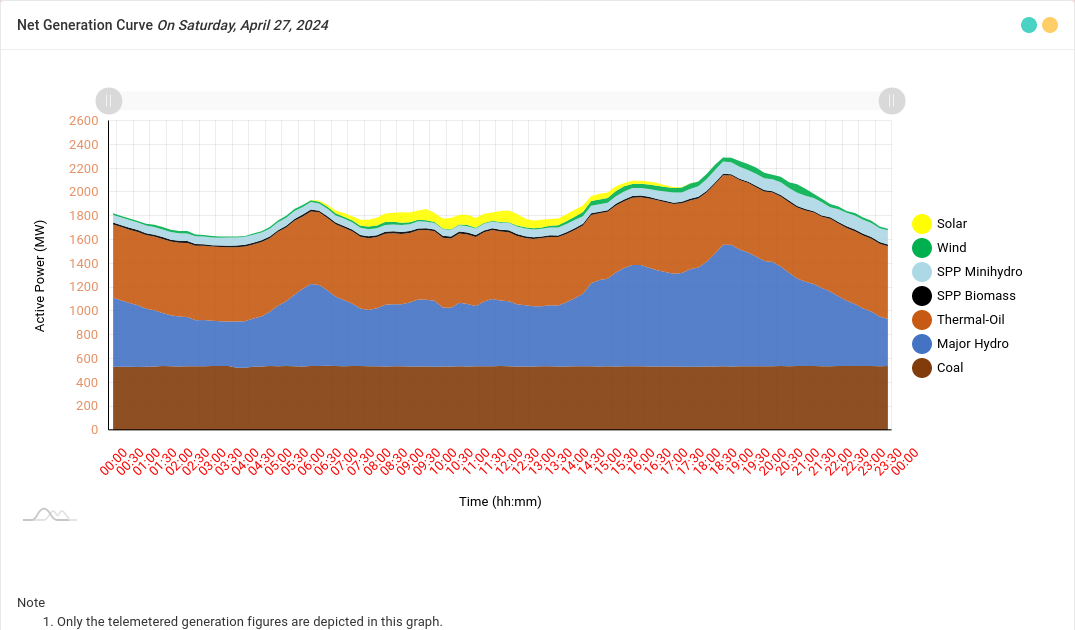 Net Generation Curve On Saturday, April 27, 2024
2600
2400
2200
2000
1800
1600
1400
1200
1000
800
600
400
200
0
Active Power (MW)
Solar
Wind
SPP Minihydro
SPP Biomass
Thermal-Oil
Major Hydro
Coal
00:00 00:30 01:00 01:30 02:00 02:30 03:00 03:30 04:00 04:30 05:00 05:30 06:00 06:30 07:00 07:30 08:00 08:30 09:00 09:30 10:00 10:30 11:00 11:30 12:00 12:30 13:00 13:30 14:00 14:30 15:00 15:30 16:00 16:30 17:00 17:30 18:00 18:30 19:00 19:30 20:00 20:30 21:00 21:30 22:00 22:30 23:00 23:30 00:00
Time (hh:mm)
Note
1. Only the telemetered generation figures are depicted in this graph.